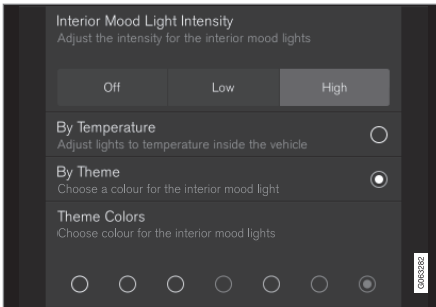 Interior Mood Light Intensity
Adjust the intensity for the interior mood lights
Off Low High
By Temperature
Adjust lights to temperature inside the vehicle
By Theme
Choose a colour for the interior mood light
Theme Colors
Choose colour for the interior mood lights
G063282